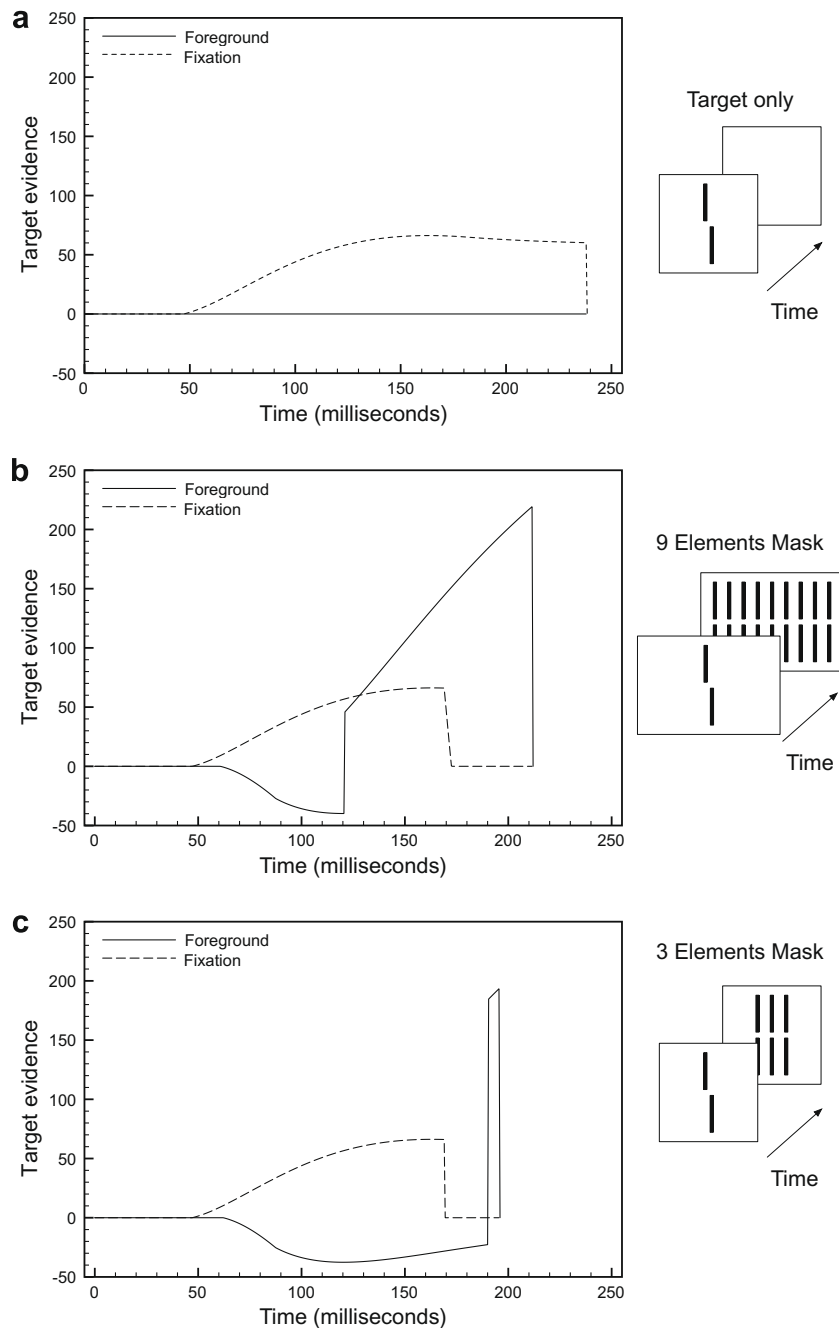 a
250
200
150
100
50
0
-50
Target evidence
Foreground
Fixation
0 50 100 150 200 250
Time (milliseconds)
Target only
Time
b
250
200
150
100
50
0
-50
Target evidence
Foreground
Fixation
0 50 100 150 200 250
Time (milliseconds)
9 Elements Mask
Time
c
250
200
150
100
50
0
-50
Target evidence
Foreground
Fixation
0 50 100 150 200 250
Time (milliseconds)
3 Elements Mask
Time